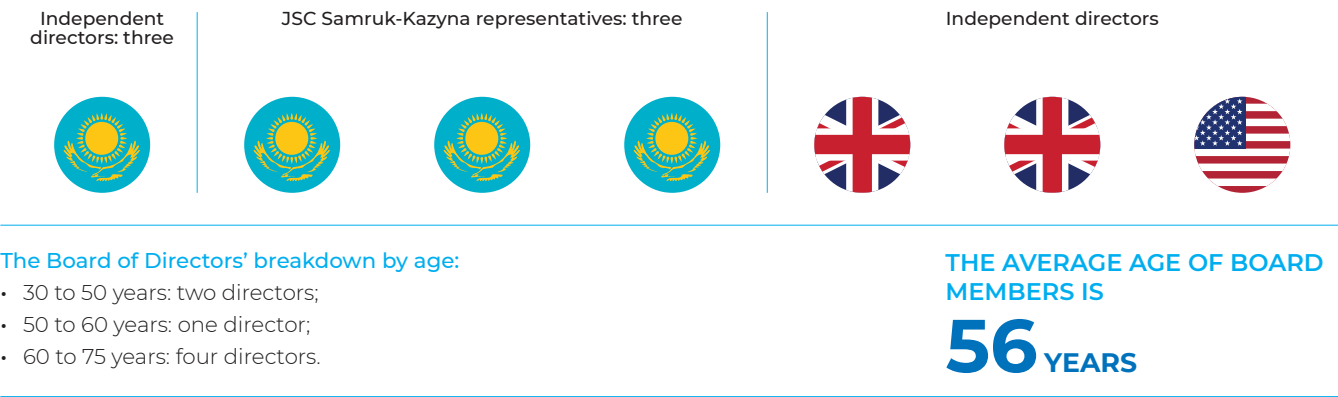 Independent
directors: three
JSC Samruk-Kazyna representatives: three
Independent directors
The Board of Directors’ breakdown by age:
• 30 to 50 years: two directors;
• 50 to 60 years: one director;
• 60 to 75 years: four directors.
THE AVERAGE AGE OF BOARD
MEMBERS IS
56 YEARS